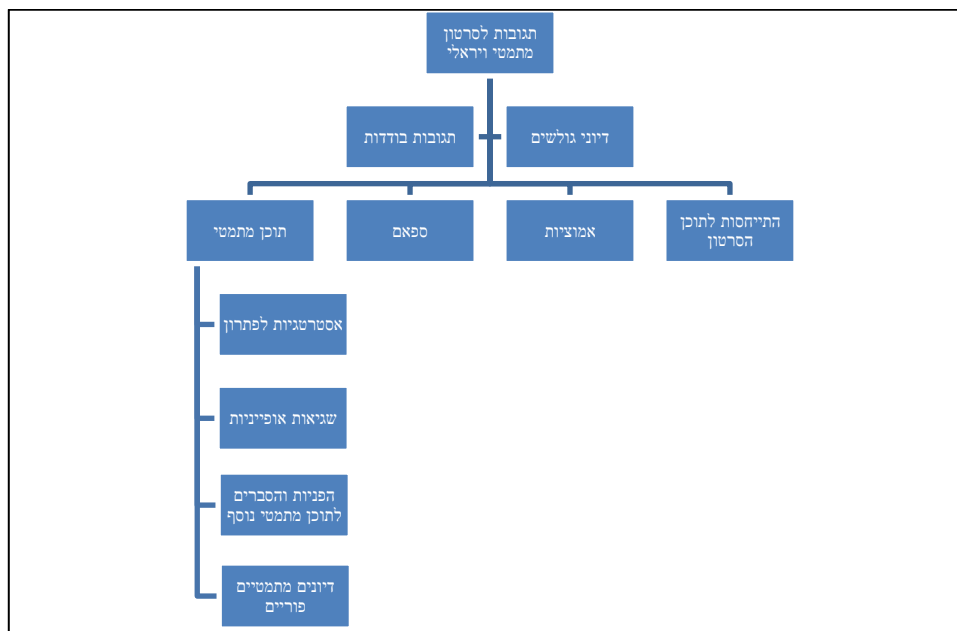 תגובות לסרטון
מתמטי ויראלי
דיוני גולשים
תגובות בודדות
התייחסות לתוכן
הסרטון
אמוציות
ספאם
תוכן מתמטי
אסטרטגיות לפתרון
שגיאות אופייניות
הפניות והסברים
לתוכן מתמטי נוסף
דיונים מתמטיים
פוריים